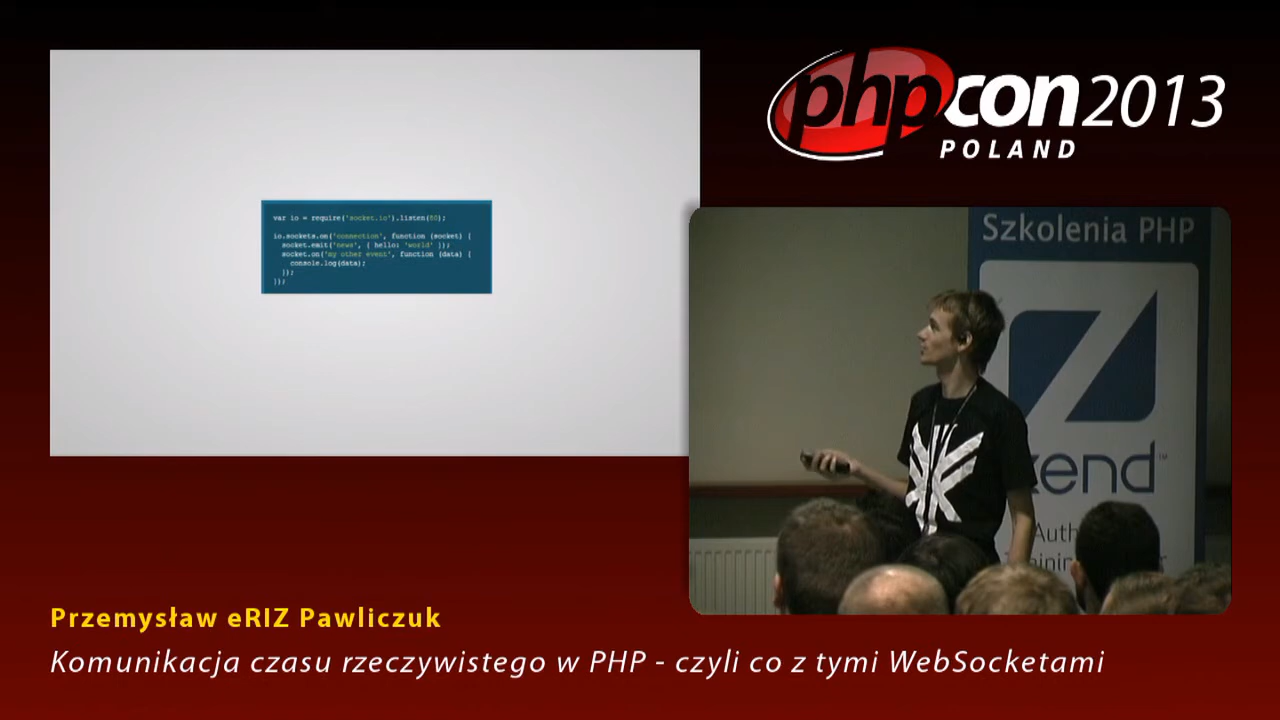 var io = require('socket.io').listen(80);
io.sockets.on('connection', function (socket) {
socket.emit('news', { hello: 'world' });
socket.on('my other event', function (data) {
console.log(data);
});
});
phpcon2013
POLAND
Szkolenia PHP
zend™
Auth
Przemysław eRIZ Pawliczuk
Komunikacja czasu rzeczywistego w PHP - czyli co z tymi WebSocketami